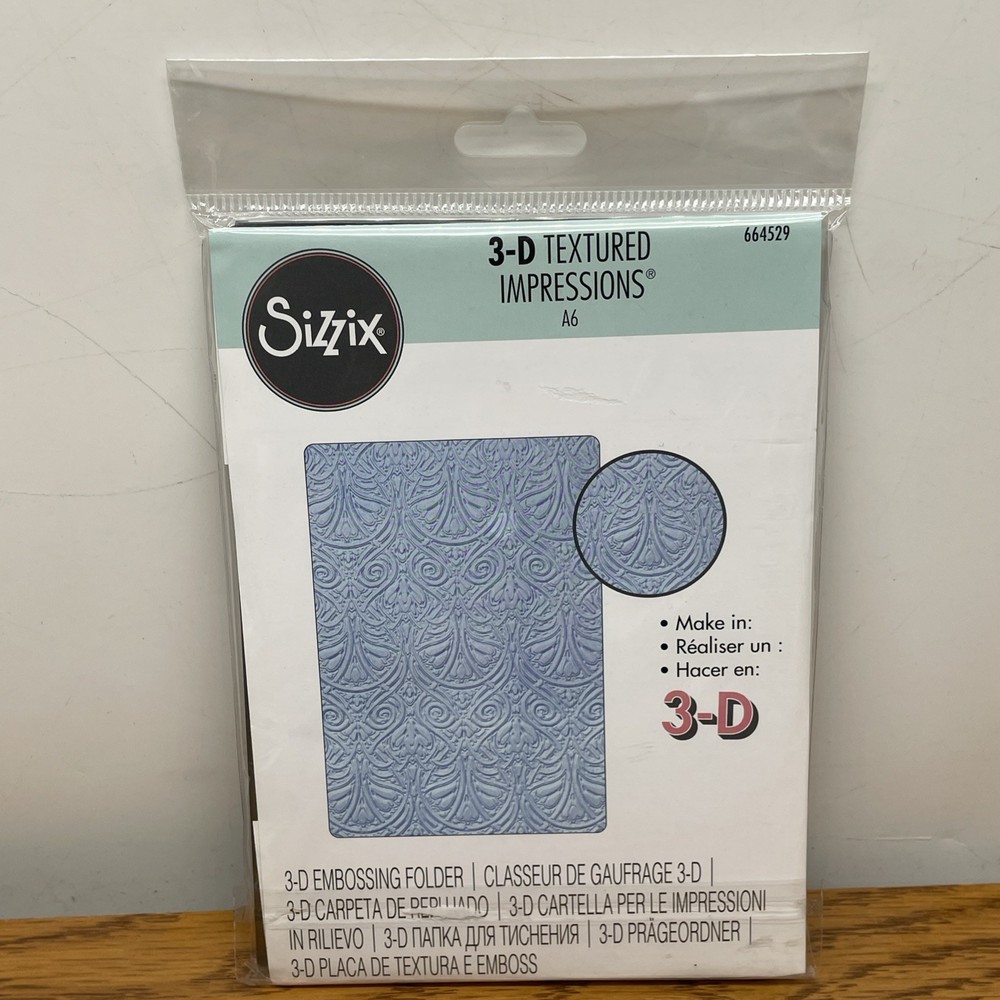 3-D TEXTURED
IMPRESSIONS®
A6
664529
Sizzix®
• Make in:
• Réaliser un :
• Hacer en:
3-D
3-D EMBOSSING FOLDER | CLASSEUR DE GAUFRAGE 3-D |
3-D CARPETA DE REPUJADO | 3-D CARTELLA PER LE IMPRESSIONI
IN RILIEVO | 3-D ПАПКА ДЛЯ ТИСНЕНИЯ | 3-D PRÄGEORDNER |
3-D PLACA DE TEXTURA E EMBOSS